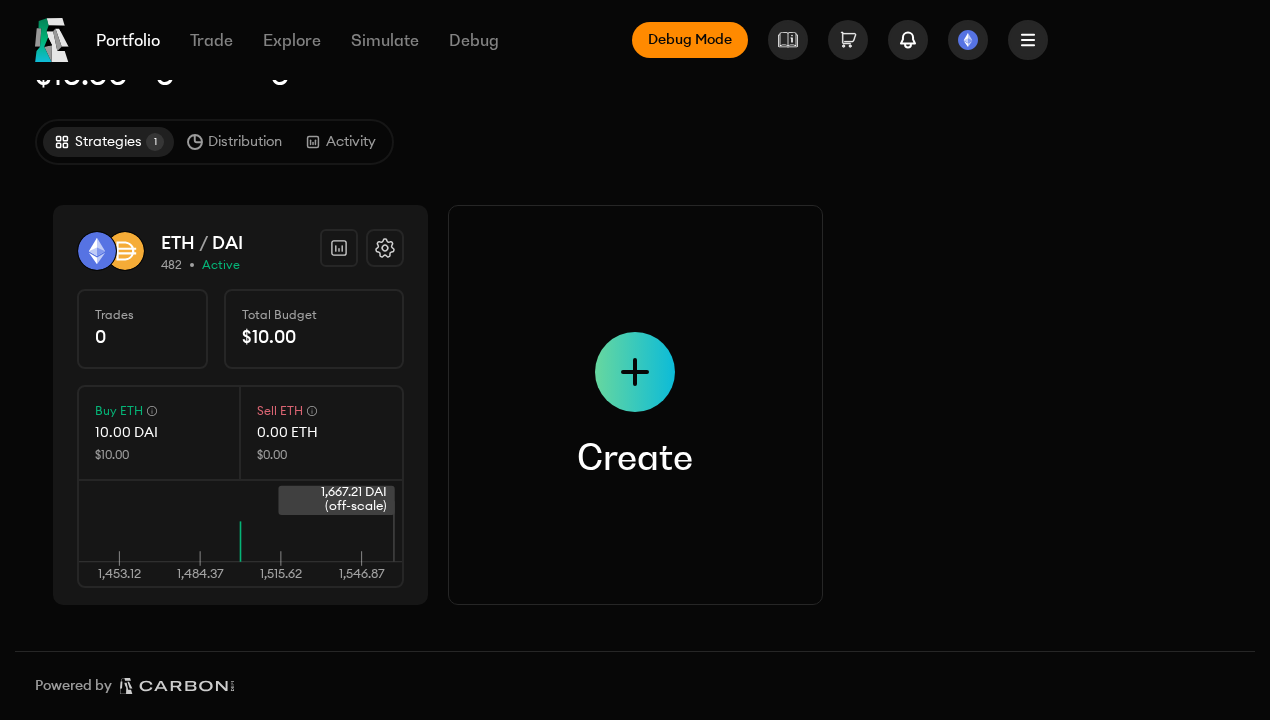 Portfolio Trade Explore Simulate Debug Debug Mode
Strategies 1 Distribution Activity
ETH / DAI
482 • Active
Trades Total Budget
0 $10.00
Buy ETH Sell ETH
10.00 DAI 0.00 ETH
$10.00 $0.00
1,667.21 DAI
(off-scale)
1,453.12 1,484.37 1,515.62 1,546.87
Create
Powered by CARBON DEFI